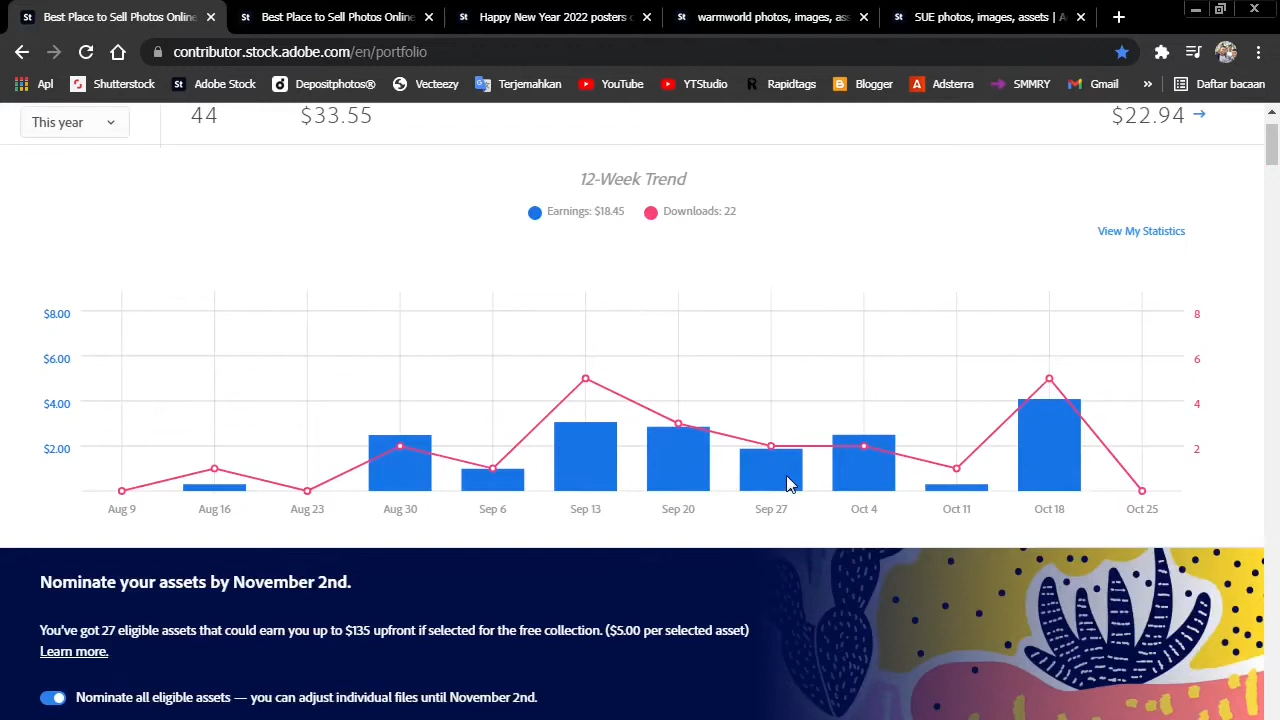 Best Place to Sell Photos Online
Best Place to Sell Photos Online
Happy New Year 2022 posters
warmworld photos, images, ass
SUE photos, images, assets | A
contributor.stock.adobe.com/en/portfolio
Apl
Shutterstock
Adobe Stock
Depositphotos®
Vecteezy
Terjemahkan
YouTube
YTStudio
Rapidtags
Blogger
Adsterra
SMMRY
Gmail
»
Daftar bacaan
This year
44
$33.55
$22.94
12-Week Trend
Earnings: $18.45
Downloads: 22
View My Statistics
$8.00
8
$6.00
6
$4.00
4
$2.00
2
Aug 9
Aug 16
Aug 23
Aug 30
Sep 6
Sep 13
Sep 20
Sep 27
Oct 4
Oct 11
Oct 18
Oct 25
Nominate your assets by November 2nd.
You've got 27 eligible assets that could earn you up to $135 up-front if selected for the free collection. ($5.00 per selected asset)
Learn more.
Nominate all eligible assets — you can adjust individual files until November 2nd.